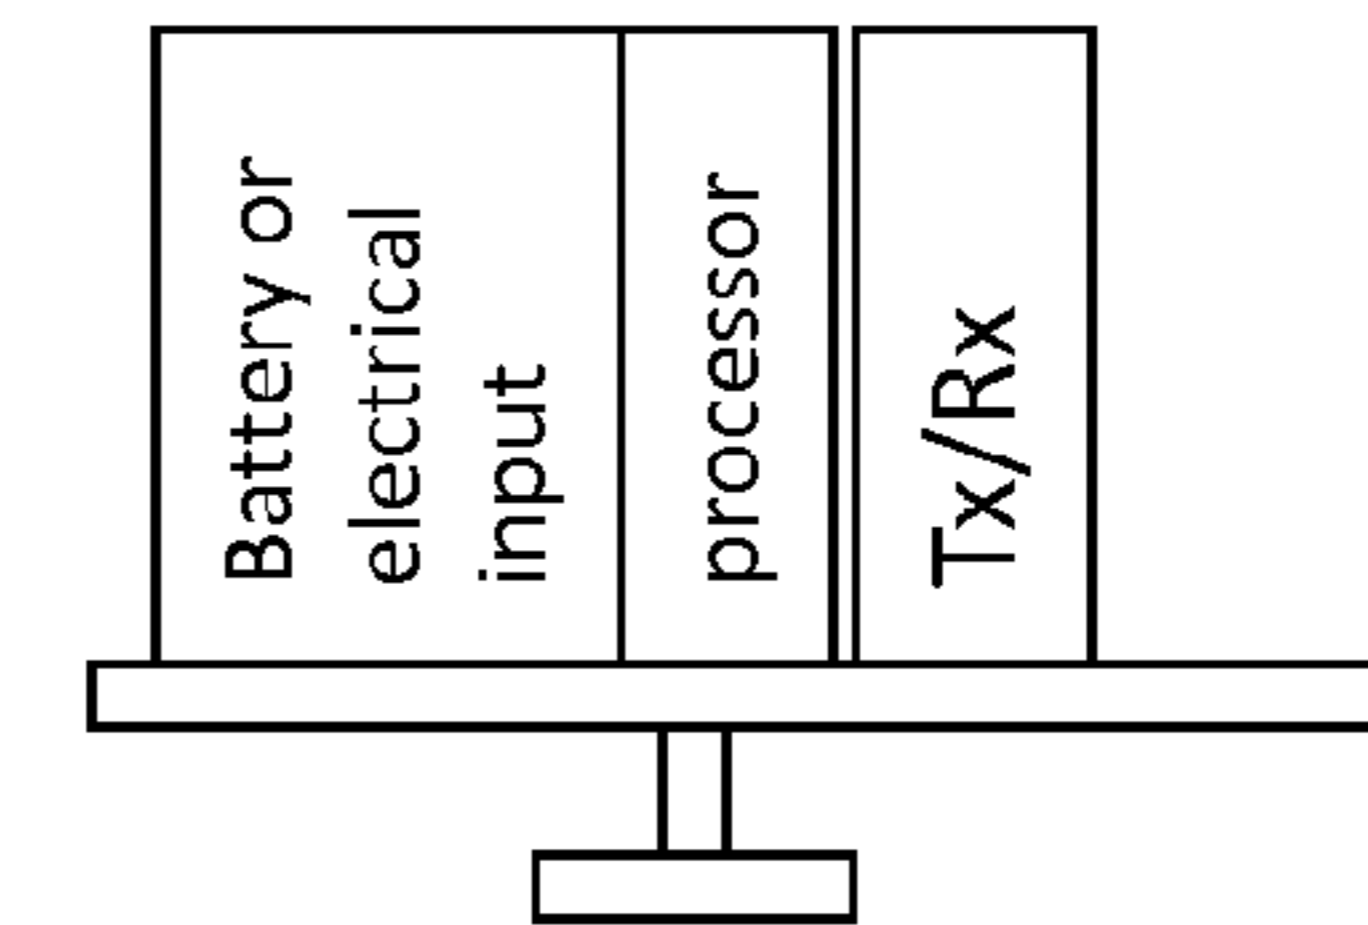 Battery or
electrical
input
processor
Tx/Rx